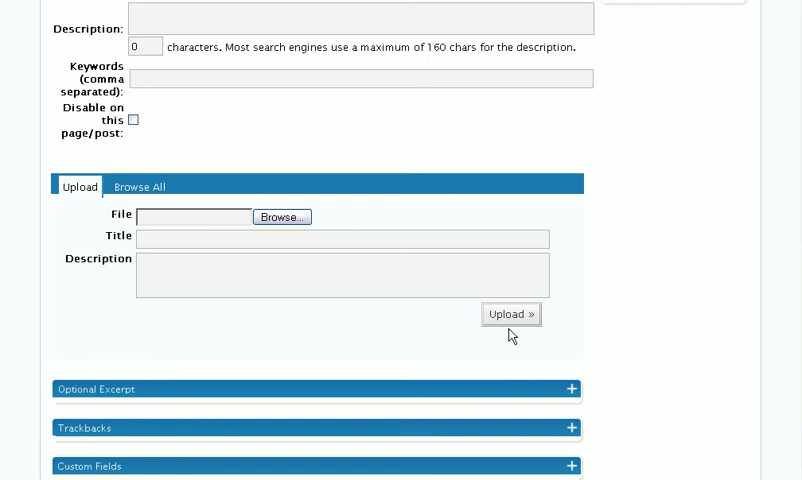 Description:
0 characters. Most search engines use a maximum of 160 chars for the description.
Keywords
(comma
separated):
Disable on
this
page/post:
Upload Browse All
File Browse...
Title
Description
Upload »
Optional Excerpt +
Trackbacks +
Custom Fields +